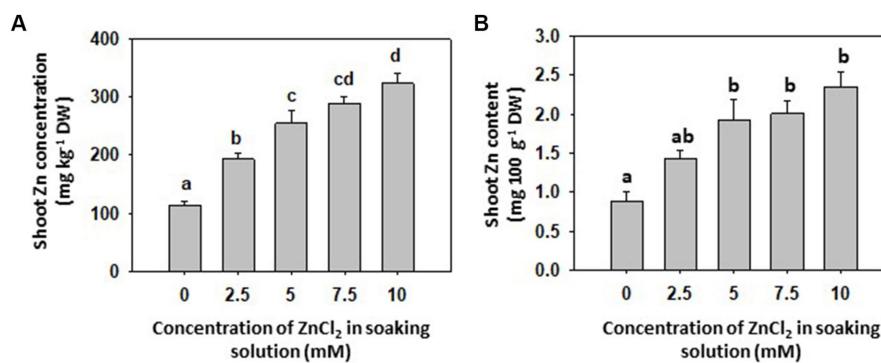 A
Shoot Zn concentration
(mg kg⁻¹ DW)
400
300
200
100
0
a
b
c
cd
d
0 2.5 5 7.5 10
Concentration of ZnCl₂ in soaking
solution (mM)
B
Shoot Zn content
(mg 100 g⁻¹ DW)
3.0
2.5
2.0
1.5
1.0
0.5
0.0
a
ab
b
b
b
0 2.5 5 7.5 10
Concentration of ZnCl₂ in soaking
solution (mM)